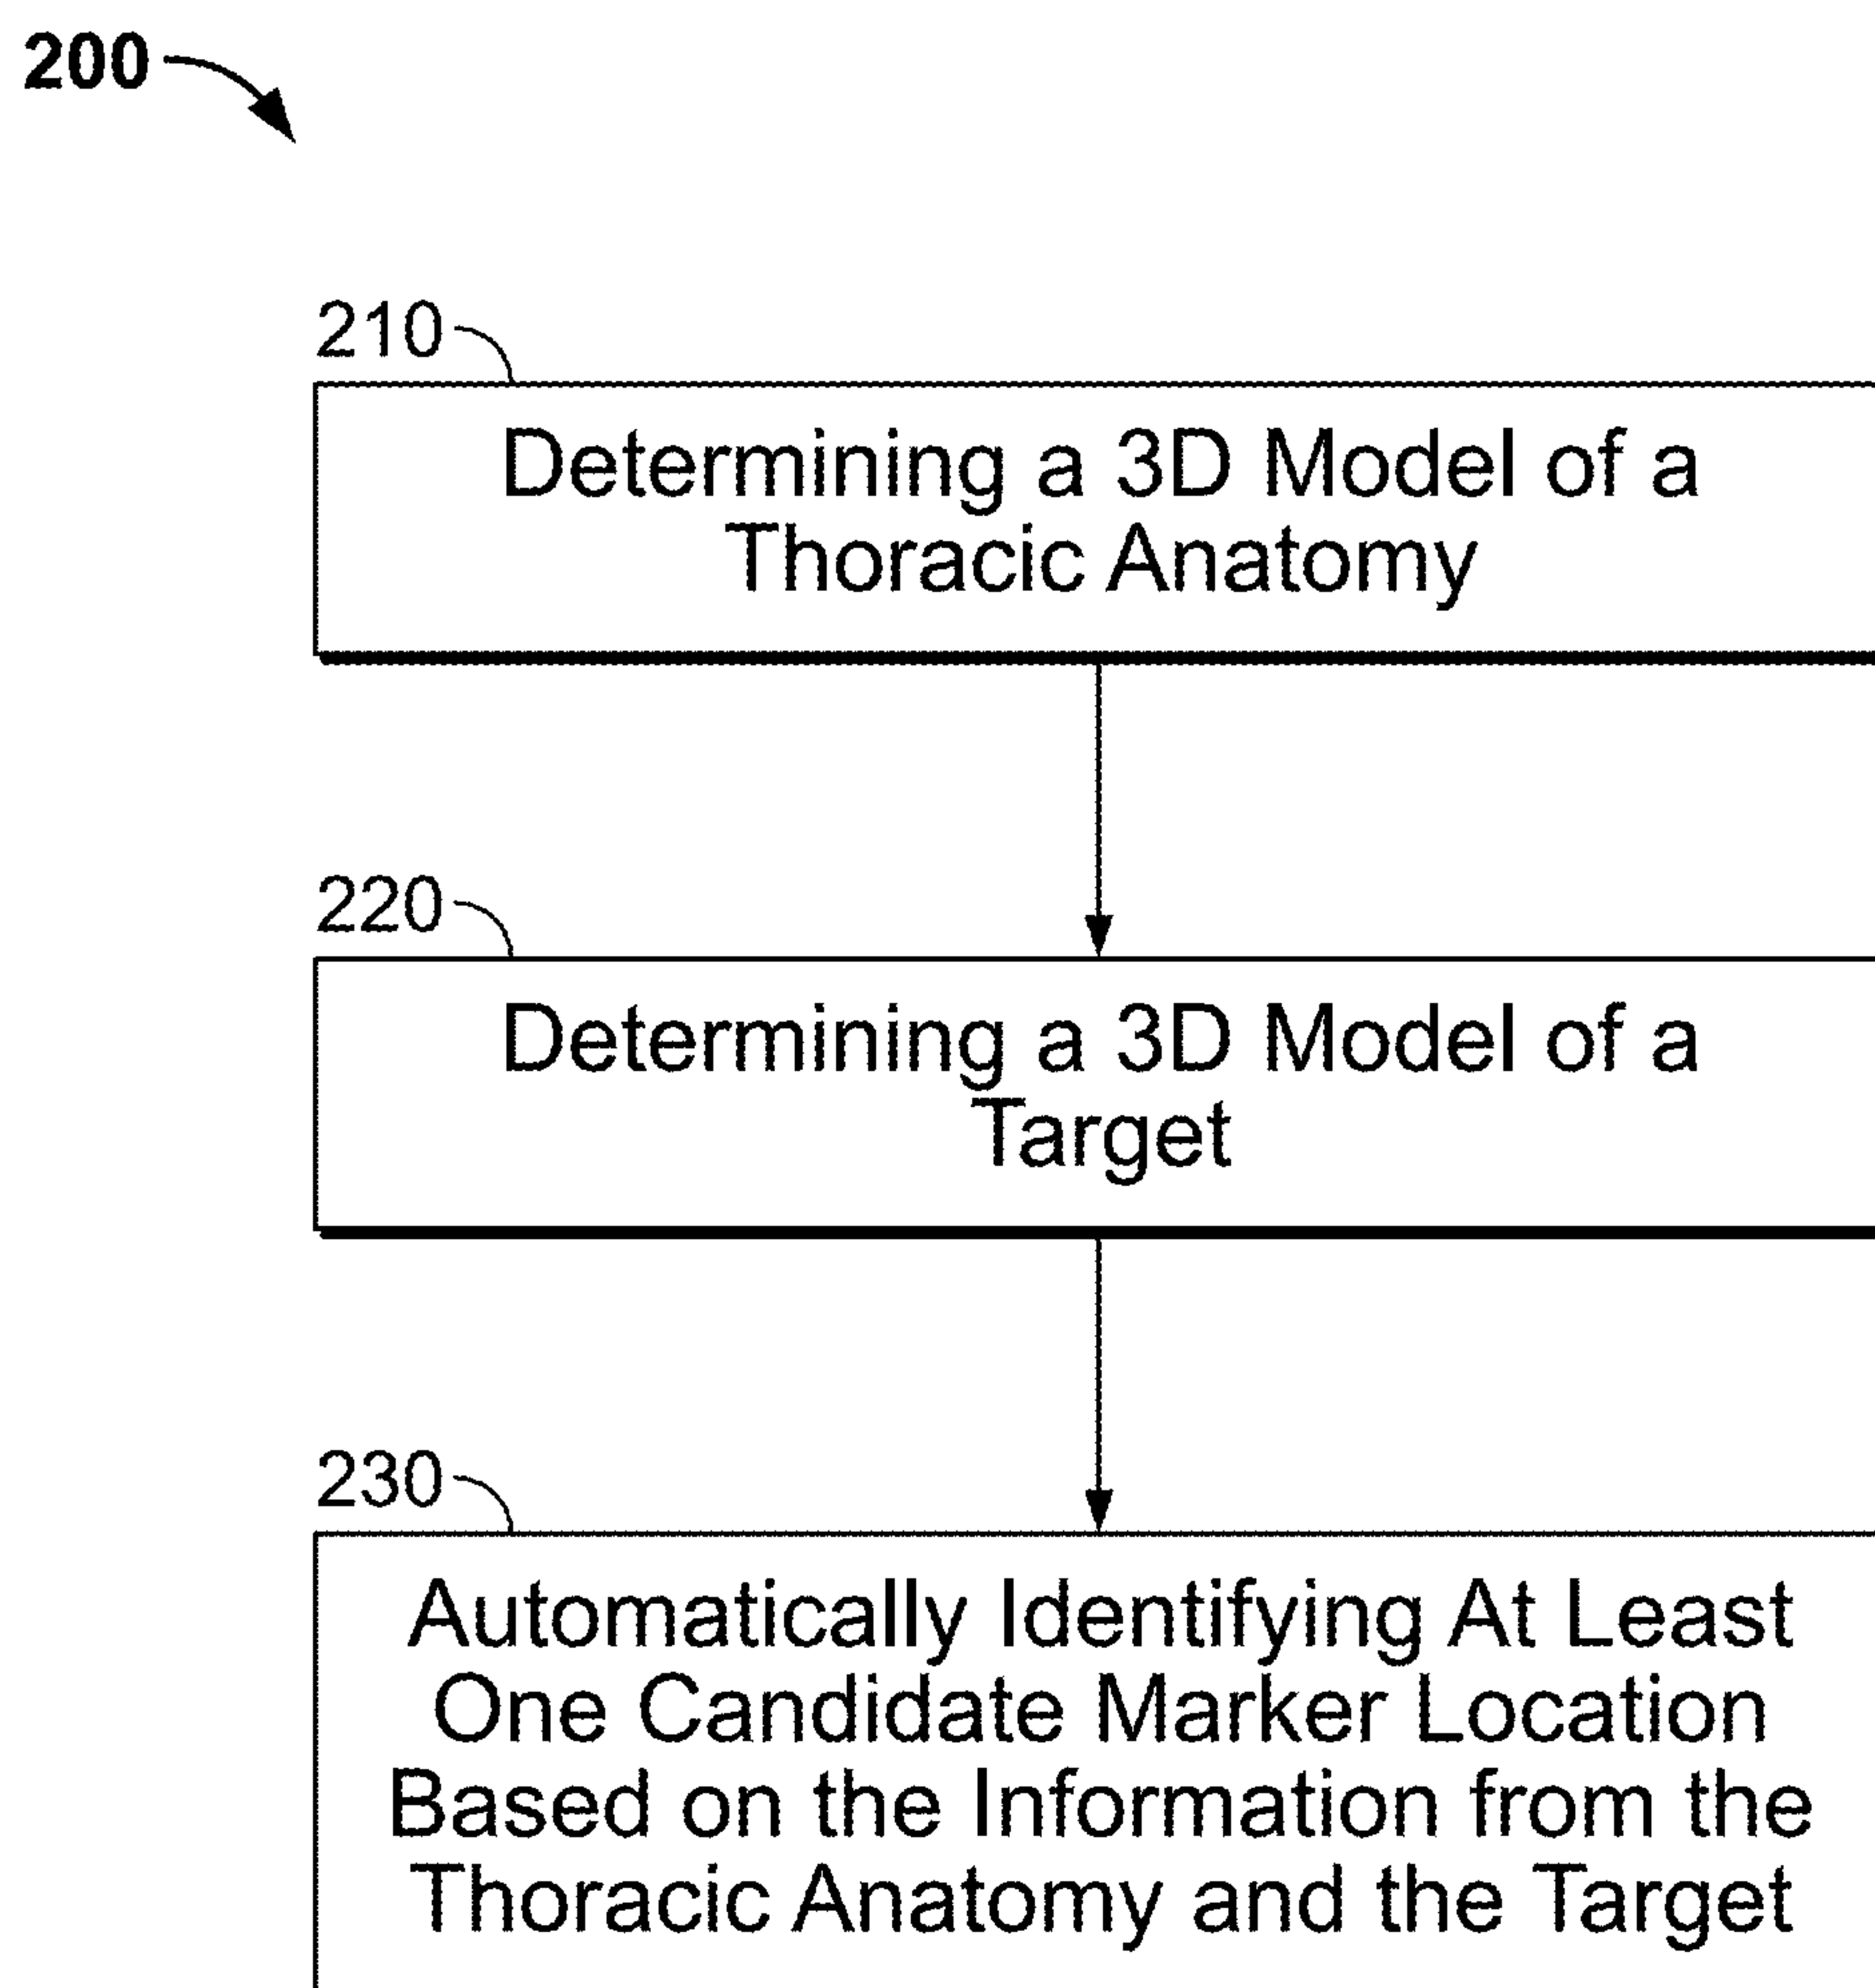 200
210
Determining a 3D Model of a
Thoracic Anatomy
220
Determining a 3D Model of a
Target
230
Automatically Identifying At Least
One Candidate Marker Location
Based on the Information from the
Thoracic Anatomy and the Target